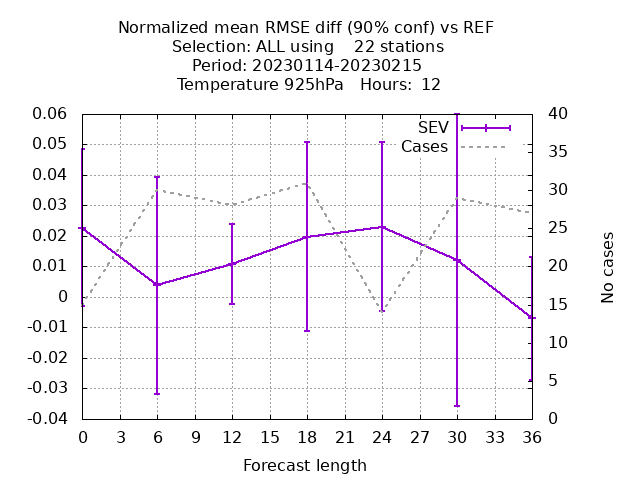 Normalized mean RMSE diff (90% conf) vs REF
Selection: ALL using    22 stations
Period: 20230114-20230215
Temperature 925hPa   Hours:  12
SEV
Cases
0.06
0.05
0.04
0.03
0.02
0.01
0
-0.01
-0.02
-0.03
-0.04
40
35
30
25
20
15
10
5
0
No cases
0 3 6 9 12 15 18 21 24 27 30 33 36
Forecast length